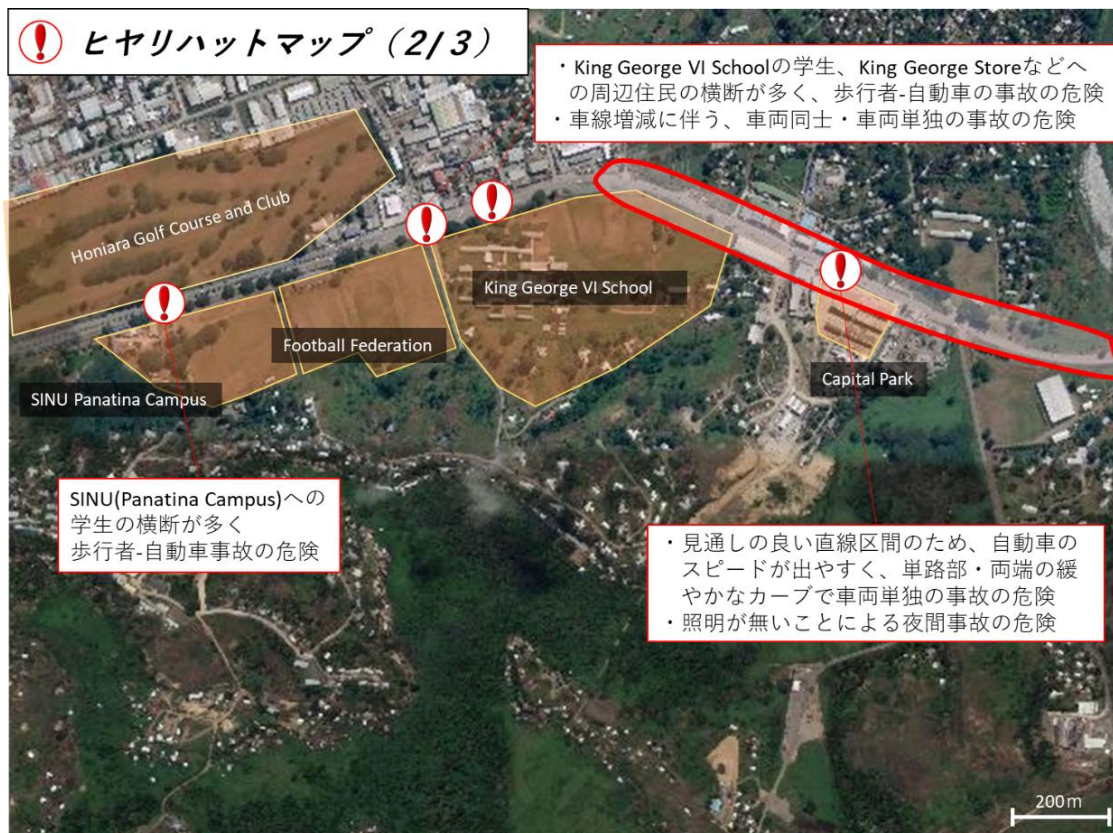 ヒヤリハットマップ（2/3）
・King George VI Schoolの学生、King George Storeなどへ
の周辺住民の横断が多く、歩行者-自動車の事故の危険
・車線増減に伴う、車両同士・車両単独の事故の危険
Honiara Golf Course and Club
King George VI School
Football Federation
SINU Panatina Campus
Capital Park
SINU(Panatina Campus)への
学生の横断が多く
歩行者-自動車事故の危険
・見通しの良い直線区間のため、自動車の
スピードが出やすく、単路部・両端の緩
やかなカーブで車両単独の事故の危険
・照明が無いことによる夜間事故の危険
200m